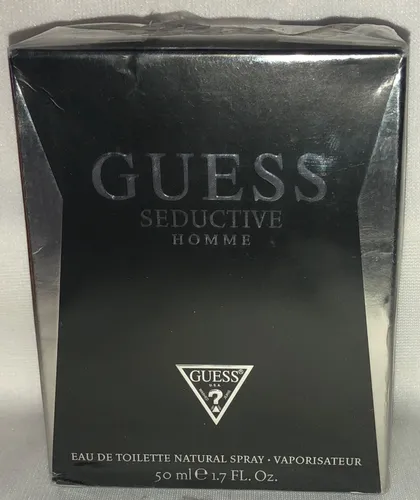 GUESS
SEDUCTIVE
HOMME
GUESS
U.S.A.
?
EAU DE TOILETTE NATURAL SPRAY • VAPORISATEUR
50 ml ℮ 1.7 FL. Oz.